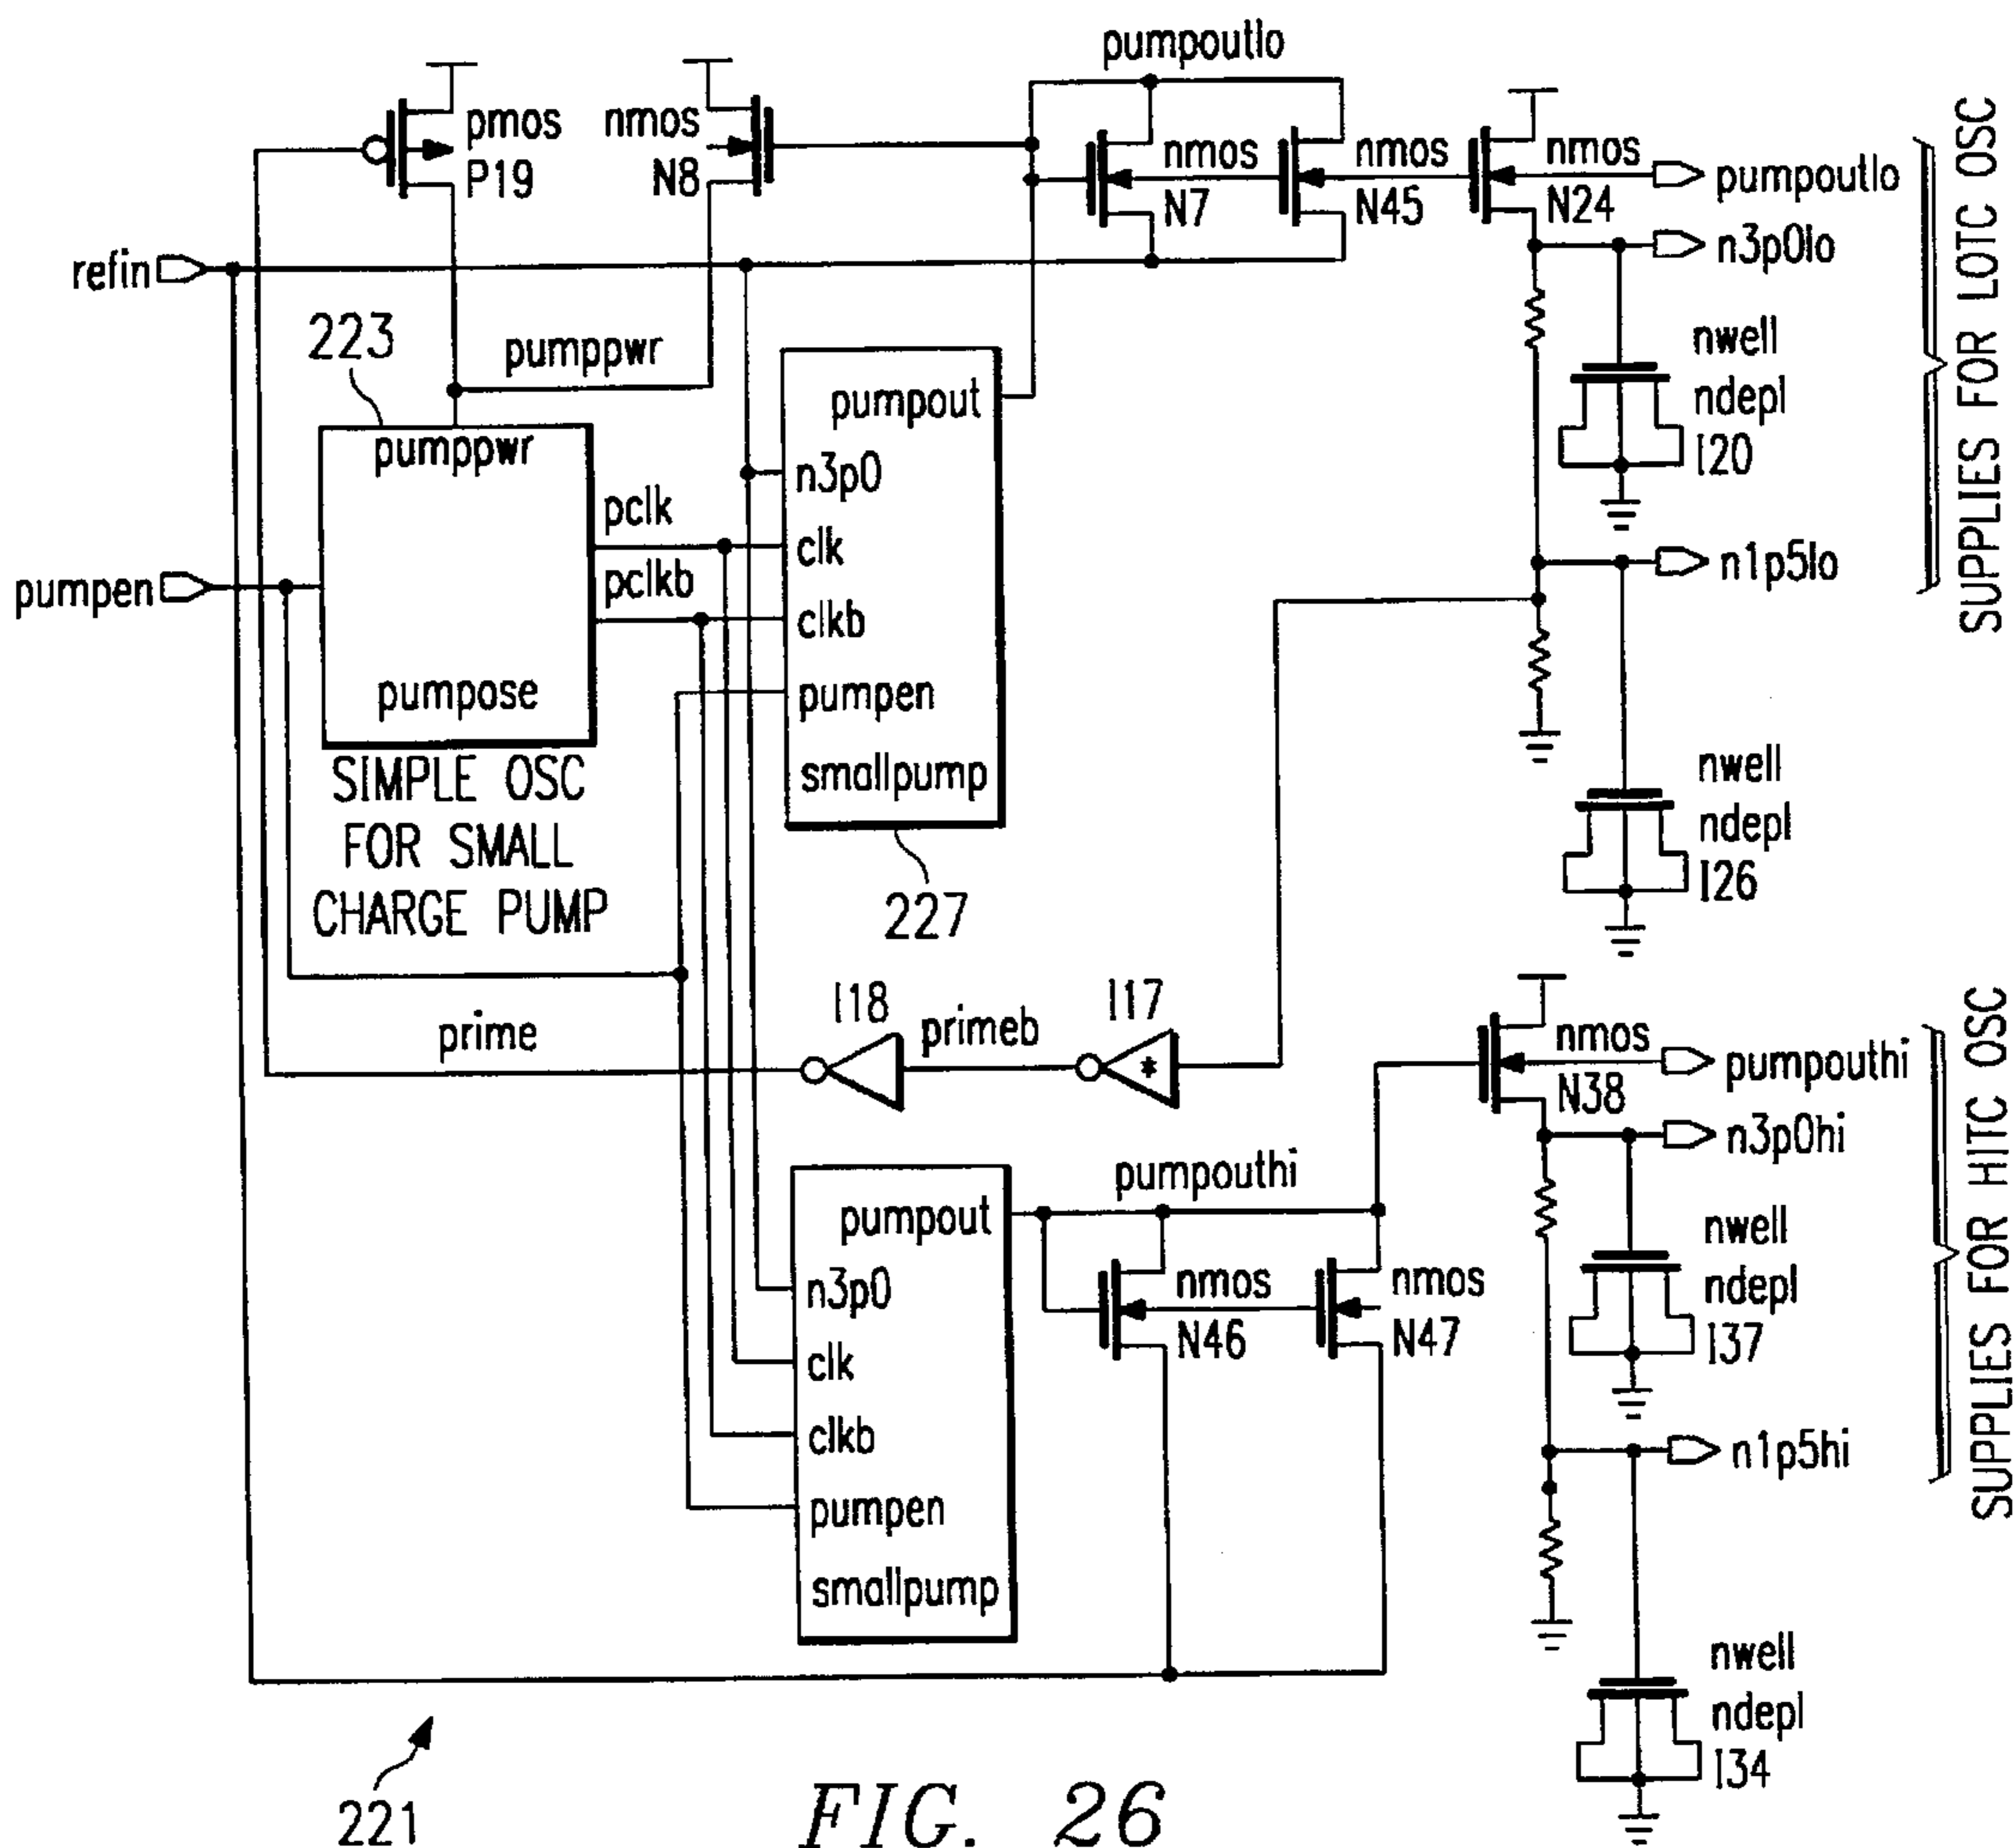 pumpoutlo
pmos
P19
nmos
N8
nmos
N7
nmos
N45
nmos
N24
pumpoutlo
n3p0lo
refin
223
pumppwr
pumppwr
pumpose
SIMPLE OSC
FOR SMALL
CHARGE PUMP
pumpen
pclk
pclkb
pumpout
n3p0
clk
clkb
pumpen
smallpump
227
nwell
ndepl
I20
n1p5lo
nwell
ndepl
I26
SUPPLIES FOR LOTC OSC
prime
I18
primeb
I17
*
nmos
N38
pumpouthi
n3p0hi
pumpouthi
pumpout
n3p0
clk
clkb
pumpen
smallpump
nmos
N46
nmos
N47
nwell
ndepl
I37
n1p5hi
nwell
ndepl
I34
SUPPLIES FOR HITC OSC
221
FIG. 26